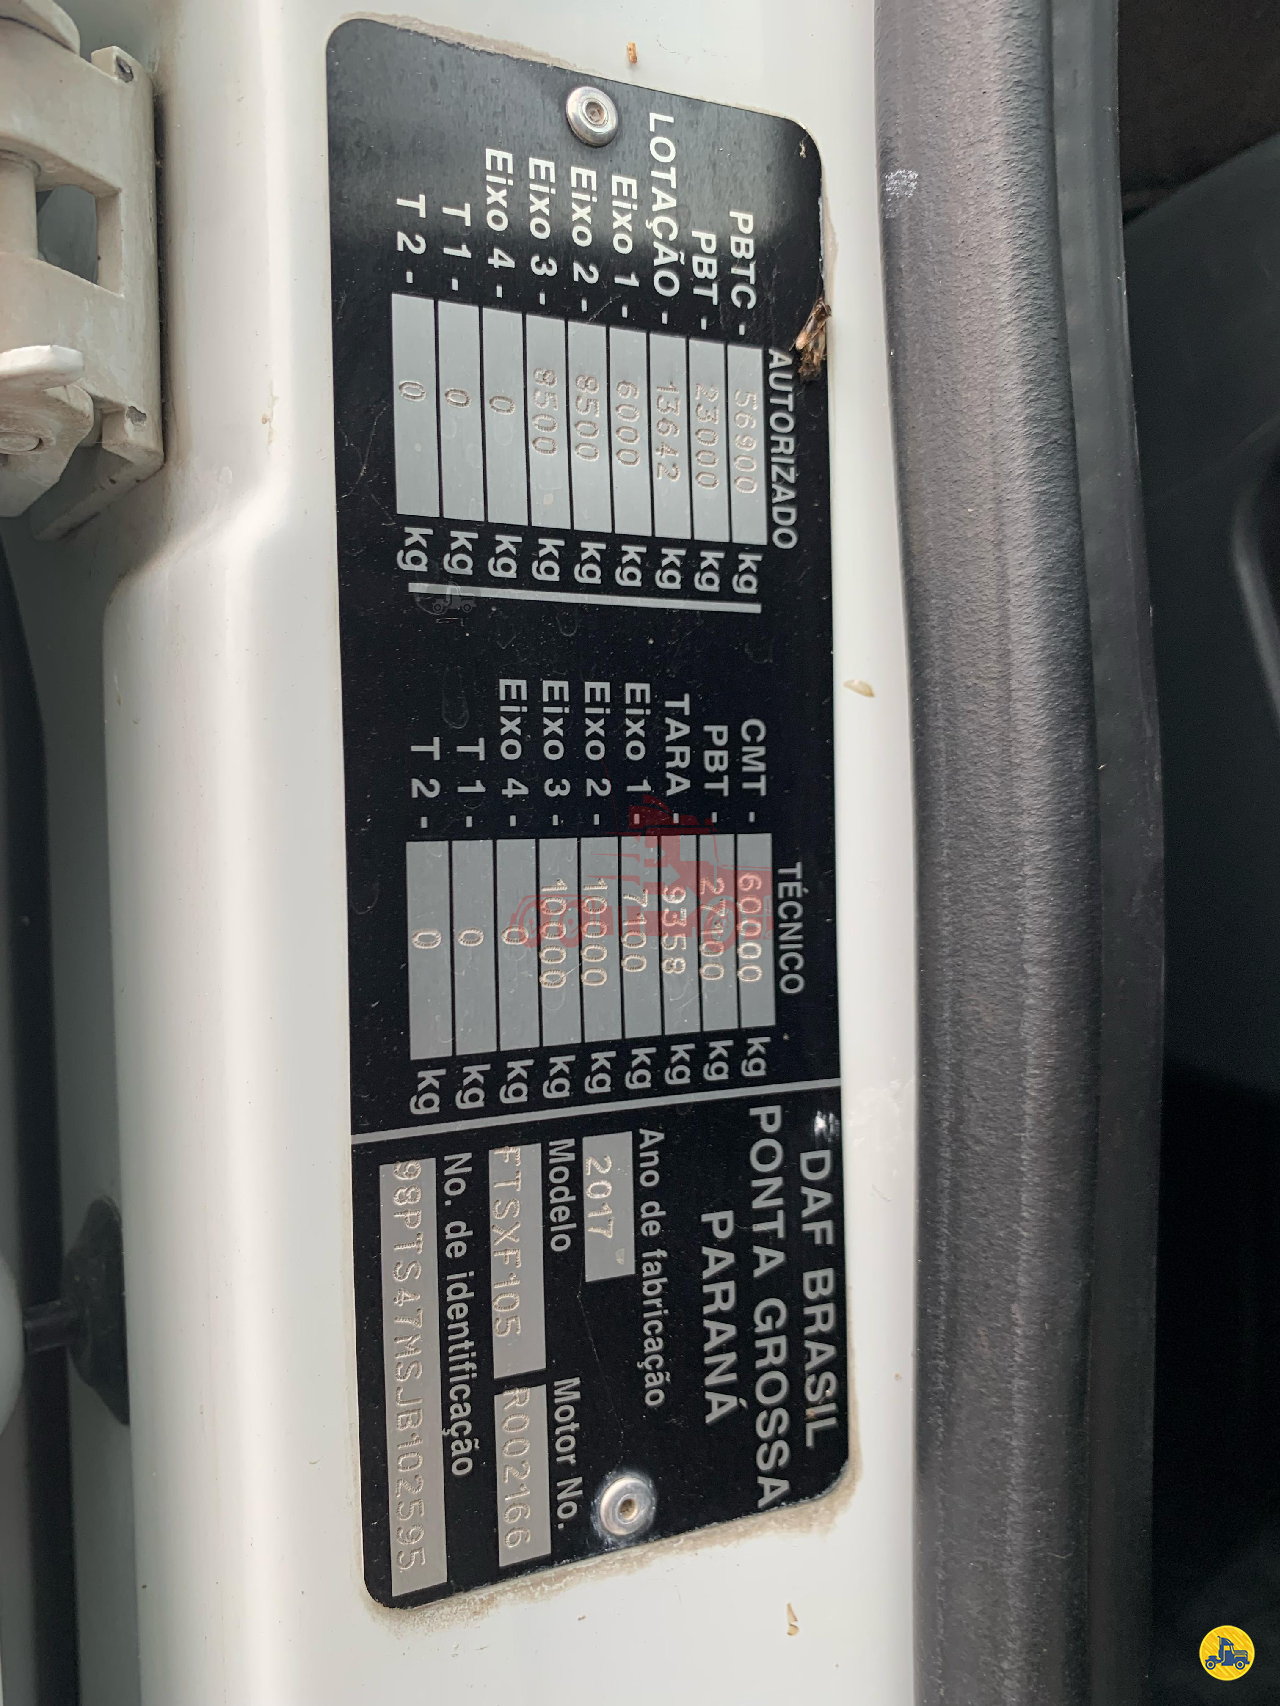 AUTORIZADO
PBTC - 56900 kg
PBT - 23000 kg
LOTAÇÃO - 13642 kg
Eixo 1 - 6000 kg
Eixo 2 - 8500 kg
Eixo 3 - 8500 kg
Eixo 4 - 0 kg
T 1 - 0 kg
T 2 - 0 kg
TÉCNICO
CMT - 60000 kg
PBT - 27100 kg
TARA - 9358 kg
Eixo 1 - 7100 kg
Eixo 2 - 10000 kg
Eixo 3 - 10000 kg
Eixo 4 - 0 kg
T 1 - 0 kg
T 2 - 0 kg
DAF BRASIL
PONTA GROSSA
PARANÁ
Ano de fabricação
2017
Modelo Motor No.
FTSXF105 R002166
No. de identificação
98PTS47MSJB102595